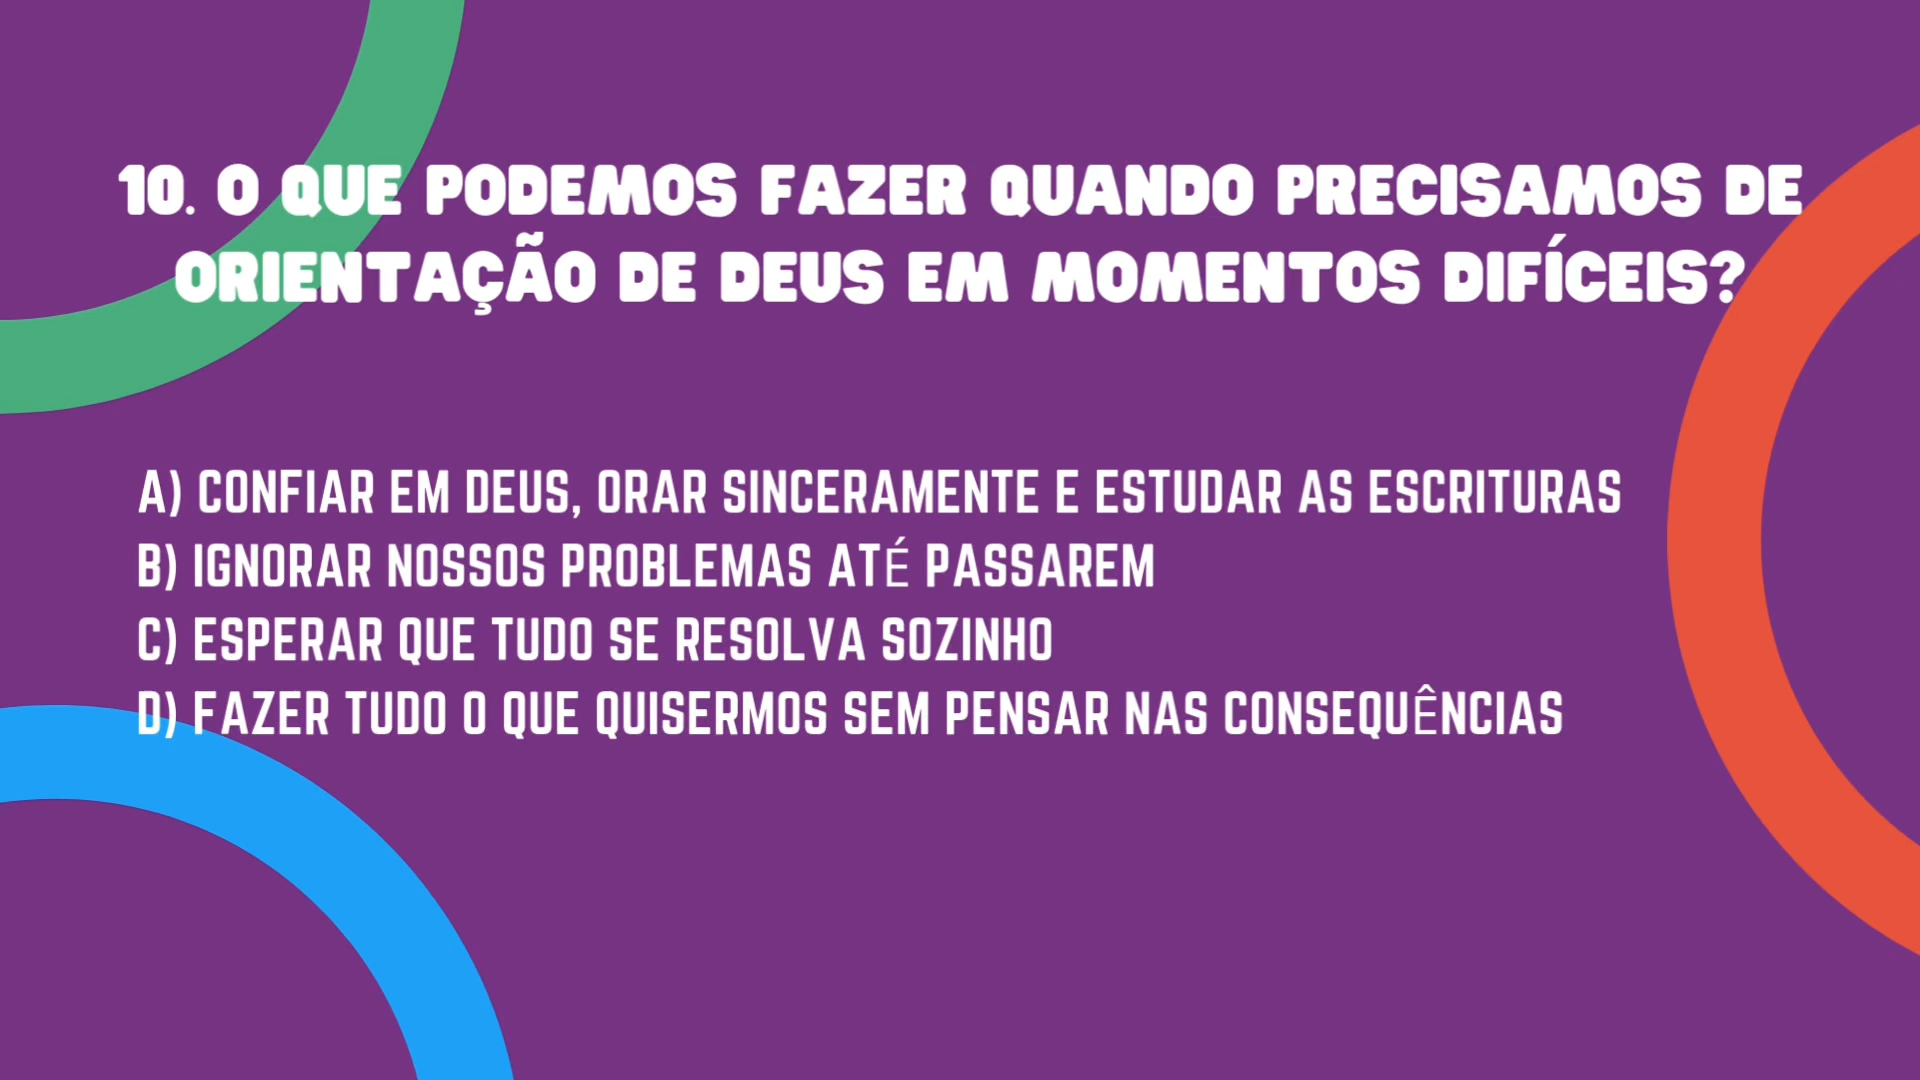 10. O QUE PODEMOS FAZER QUANDO PRECISAMOS DE
ORIENTAÇÃO DE DEUS EM MOMENTOS DIFÍCEIS?
A) CONFIAR EM DEUS, ORAR SINCERAMENTE E ESTUDAR AS ESCRITURAS
B) IGNORAR NOSSOS PROBLEMAS ATÉ PASSAREM
C) ESPERAR QUE TUDO SE RESOLVA SOZINHO
D) FAZER TUDO O QUE QUISERMOS SEM PENSAR NAS CONSEQUÊNCIAS